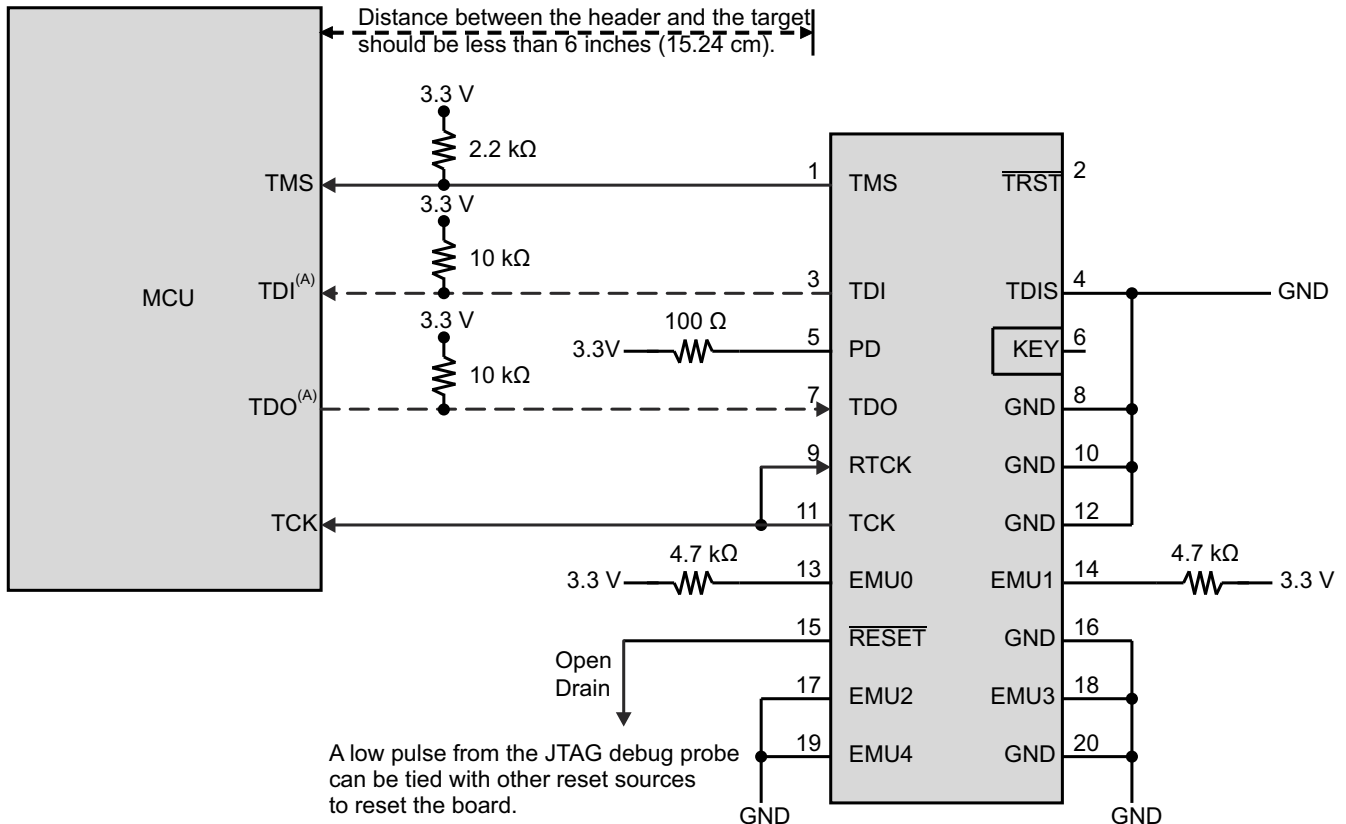 Distance between the header and the target
should be less than 6 inches (15.24 cm).
3.3 V
2.2 kΩ
TMS
1
TMS
TRST
2
3.3 V
10 kΩ
MCU
TDI(A)
3
TDI
TDIS
4
GND
3.3 V
100 Ω
3.3V
5
PD
KEY
6
10 kΩ
TDO(A)
7
TDO
GND
8
9
RTCK
GND
10
TCK
11
TCK
GND
12
4.7 kΩ
3.3 V
13
EMU0
EMU1
14
4.7 kΩ
3.3 V
15
RESET
GND
16
Open
Drain
17
EMU2
EMU3
18
A low pulse from the JTAG debug probe
can be tied with other reset sources
to reset the board.
19
EMU4
GND
20
GND
GND